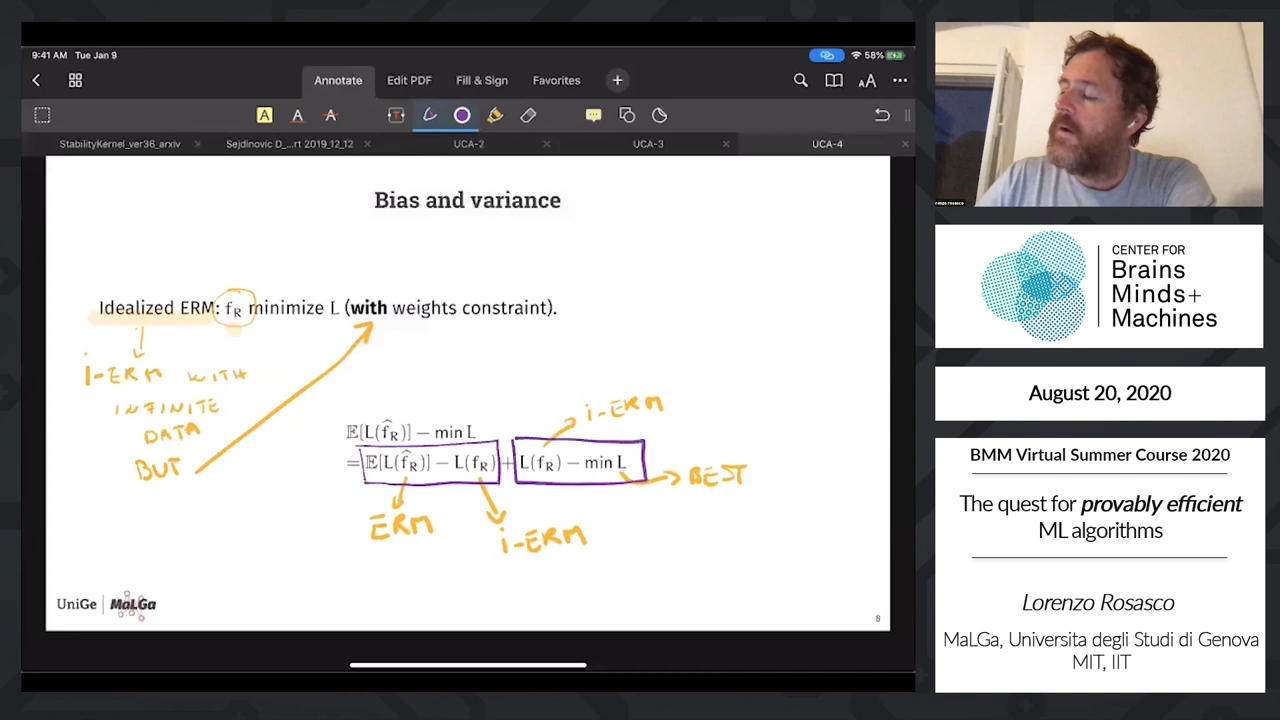 9:41 AM Tue Jan 9
58%
Annotate
Edit PDF
Fill & Sign
Favorites
StabilityKernel_ver36_arxiv
Sejdinovic D_...rt 2019_12_12
UCA-2
UCA-3
UCA-4
Bias and variance
Idealized ERM: f_R minimize L (with weights constraint).
i-ERM WITH
INFINITE
DATA
BUT
i-ERM
𝔼[L(f̂_R)] − min L
= 𝔼[L(f̂_R)] − L(f_R) + L(f_R) − min L
BEST
ERM
i-ERM
UniGe | MaLGa
8
CENTER FOR
Brains
Minds+
Machines
August 20, 2020
BMM Virtual Summer Course 2020
The quest for provably efficient
ML algorithms
Lorenzo Rosasco
MaLGa, Universita degli Studi di Genova
MIT, IIT